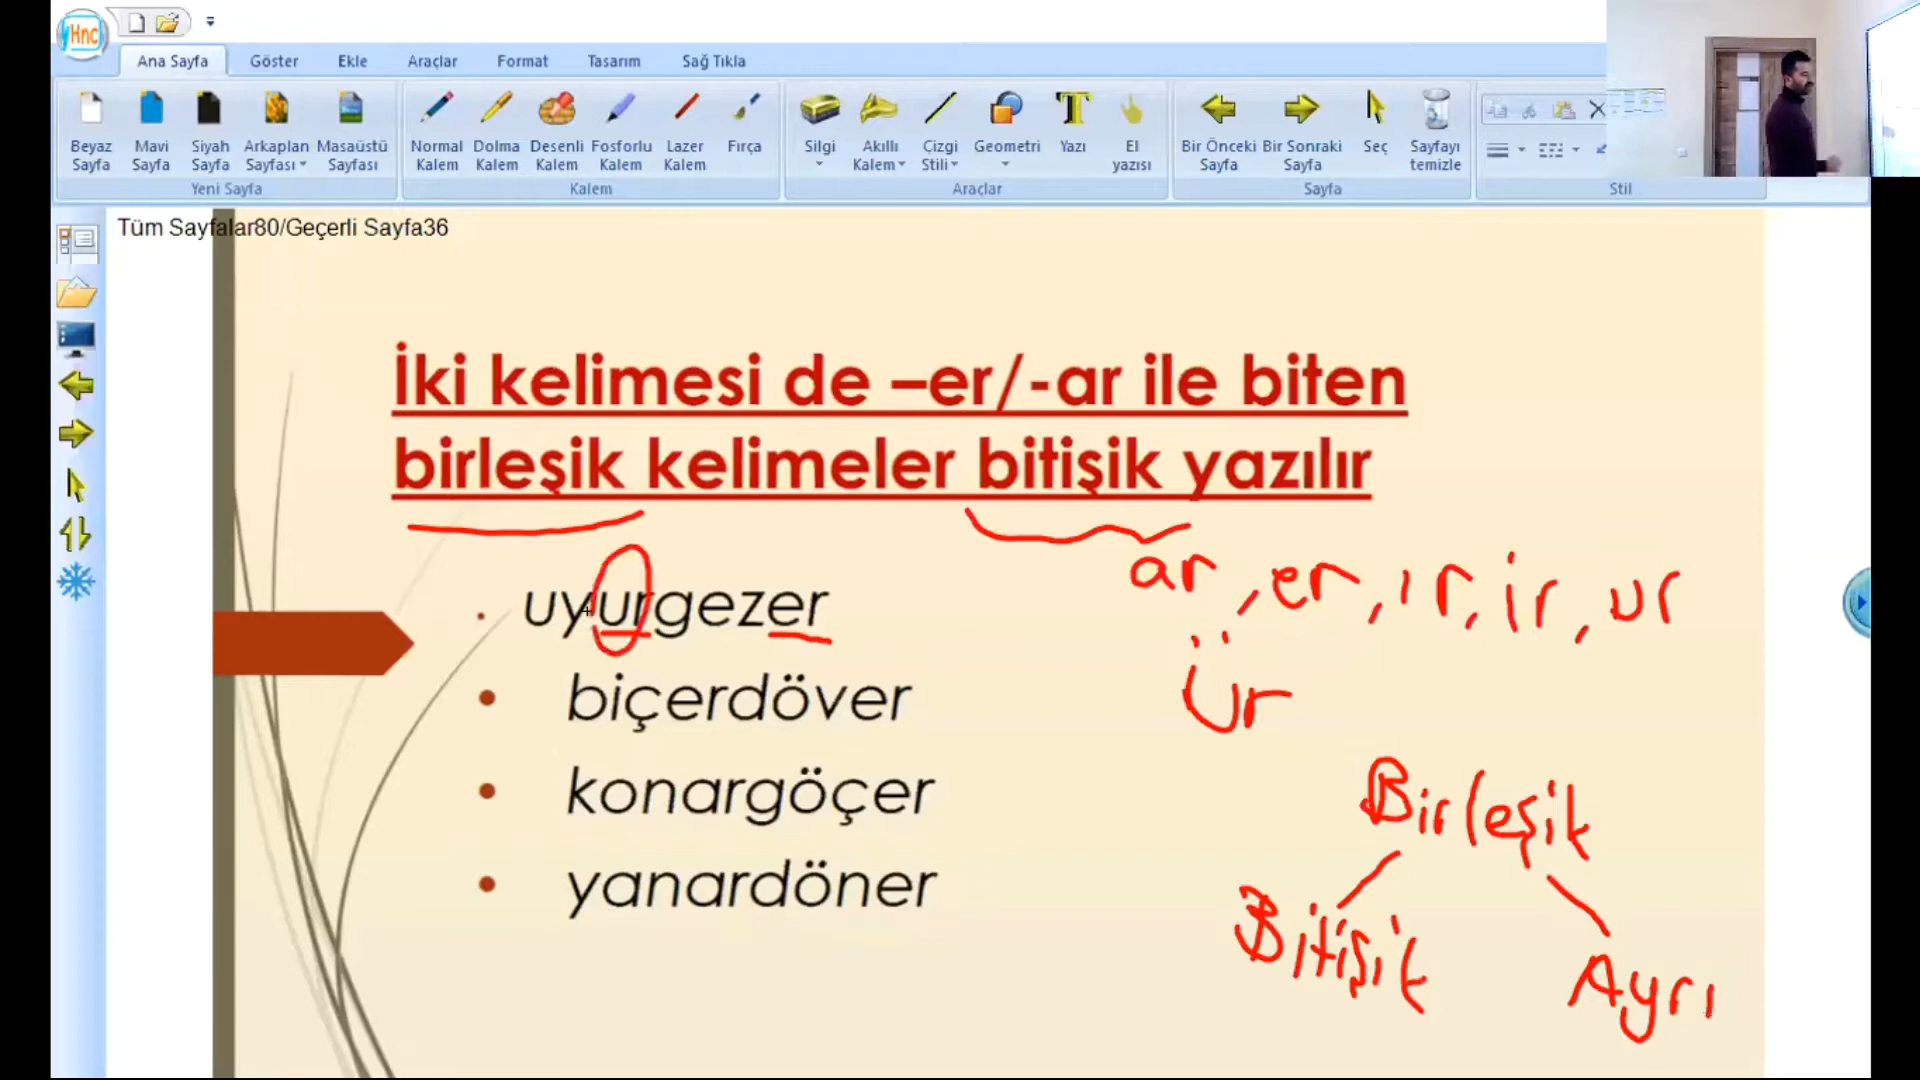 Hnc
Ana Sayfa Göster Ekle Araçlar Format Tasarım Sağ Tıkla
Beyaz Sayfa Mavi Sayfa Siyah Sayfa Arkaplan Sayfası Masaüstü Sayfası
Normal Kalem Dolma Kalem Desenli Kalem Fosforlu Kalem Lazer Kalem Fırça
Silgi Akıllı Kalem Çizgi Stili Geometri Yazı El yazısı
Bir Önceki Sayfa Bir Sonraki Sayfa Seç Sayfayı temizle
Yeni Sayfa Kalem Araçlar Sayfa Stil
Tüm Sayfalar80/Geçerli Sayfa36
İki kelimesi de –er/-ar ile biten
birleşik kelimeler bitişik yazılır
ar, er, ır, ir, ur
ür
• uyurgezer
• biçerdöver
• konargöçer
• yanardöner
Birleşik
Bitişik
Ayrı